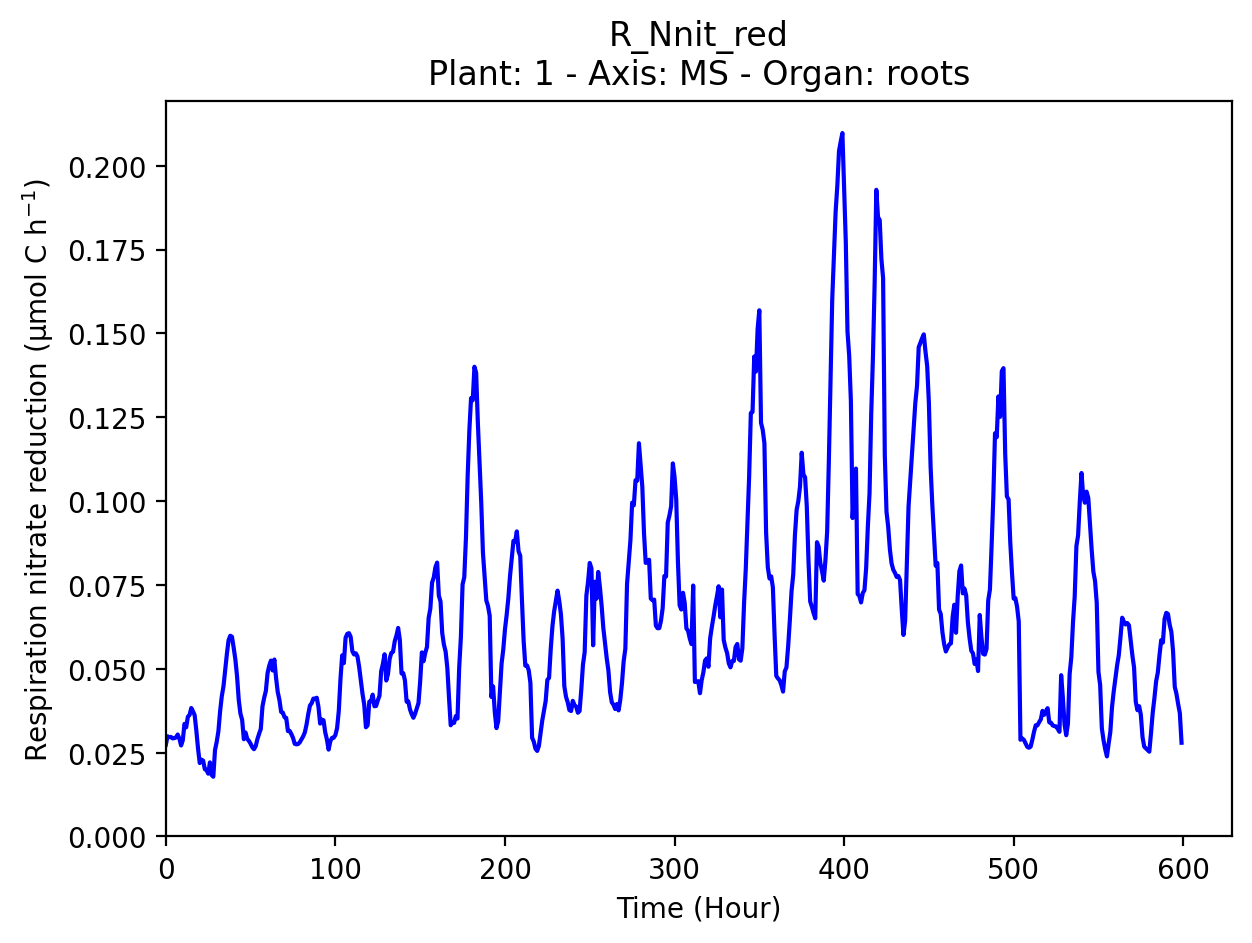 R_Nnit_red
Plant: 1 - Axis: MS - Organ: roots
Respiration nitrate reduction (µmol C h⁻¹)
0.200
0.175
0.150
0.125
0.100
0.075
0.050
0.025
0.000
0 100 200 300 400 500 600
Time (Hour)